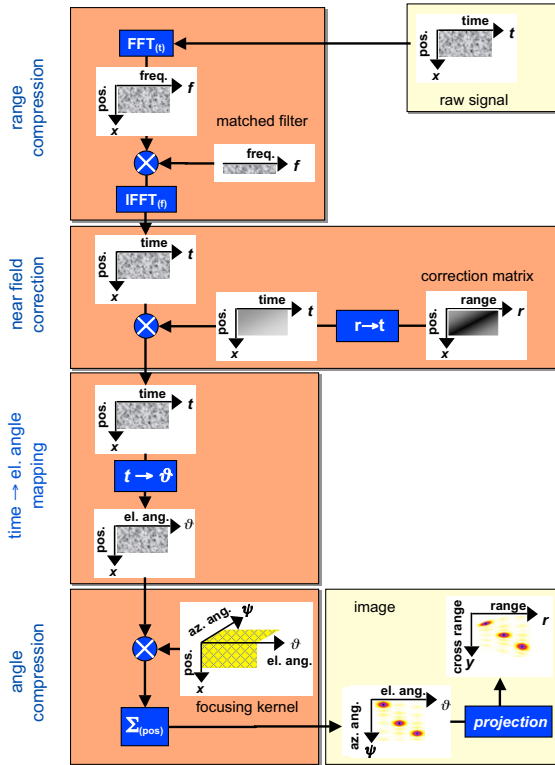 range
compression
FFT(t)
time
t
pos.
x
raw signal
freq.
f
pos.
x
matched filter
freq.
f
IFFT(f)
near field
correction
time
t
pos.
x
correction matrix
time
t
pos.
x
r→t
range
r
pos.
x
time → el. angle
mapping
time
t
pos.
x
t → ϑ
el. ang.
ϑ
pos.
x
angle
compression
az. ang.
ψ
ϑ
el. ang.
pos.
x
focusing kernel
Σ(pos)
image
range
r
cross range
y
el. ang.
ϑ
az. ang.
ψ
projection